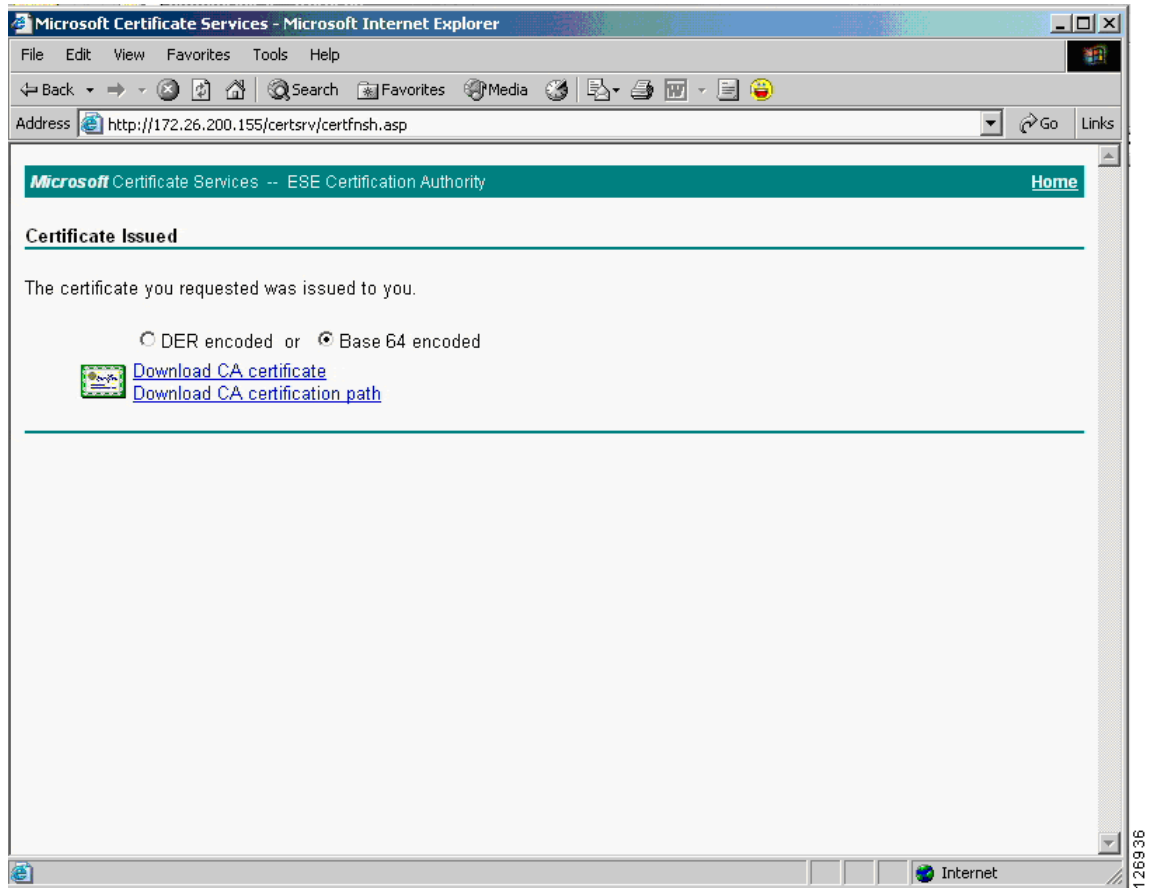 Microsoft Certificate Services - Microsoft Internet Explorer
File Edit View Favorites Tools Help
Back Search Favorites Media
Address http://172.26.200.155/certsrv/certfnsh.asp Go Links
Microsoft Certificate Services -- ESE Certification Authority Home
Certificate Issued
The certificate you requested was issued to you.
DER encoded or Base 64 encoded
Download CA certificate
Download CA certification path
Internet
126936